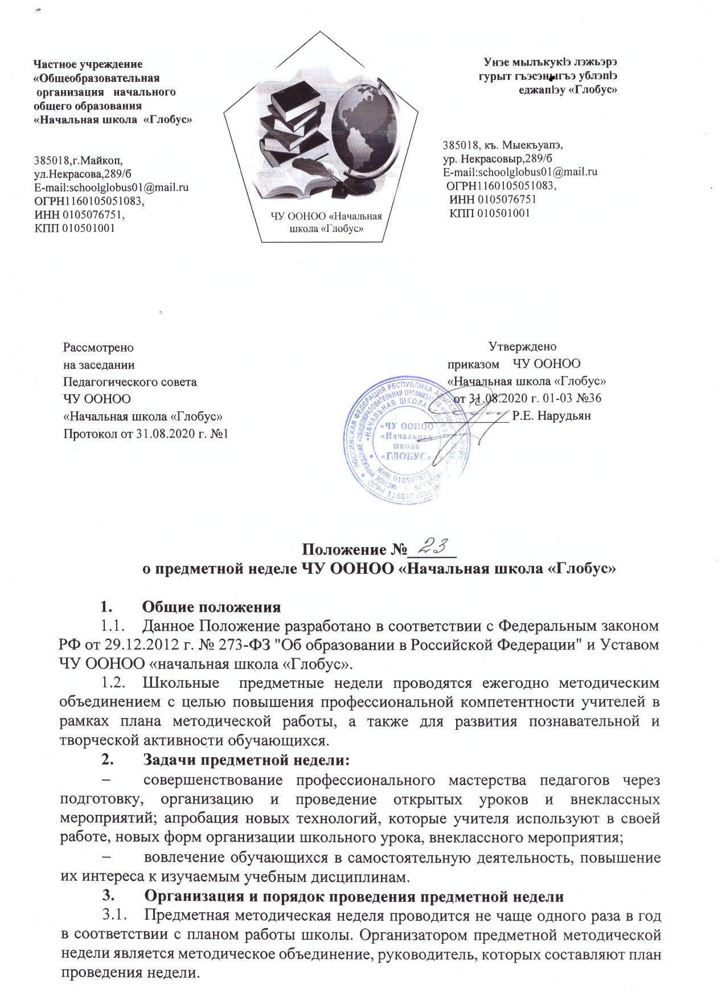 Частное учреждение
«Общеобразовательная
организация начального
общего образования
«Начальная школа «Глобус»
385018,г.Майкоп,
ул.Некрасова,289/б
E-mail:schoolglobus01@mail.ru
ОГРН1160105051083,
ИНН 0105076751,
КПП 010501001
ЧУ ООНОО «Начальная
школа «Глобус»
Унэе мылъкукӏэ лэжьэрэ
гурыт гъэсэныгъэ ублэпӏэ
еджапӏэу «Глобус»
385018, къ. Мыекъуапэ,
ур. Некрасовыр,289/б
E-mail:schoolglobus01@mail.ru
ОГРН1160105051083,
ИНН 0105076751
КПП 010501001
Рассмотрено
на заседании
Педагогического совета
ЧУ ООНОО
«Начальная школа «Глобус»
Протокол от 31.08.2020 г. №1
Утверждено
приказом ЧУ ООНОО
«Начальная школа «Глобус»
от 31.08.2020 г. 01-03 №36
Р.Е. Нарудьян
«ЧУ ООНОО
«Начальная
школа
«ГЛОБУС»
Положение № 23
о предметной неделе ЧУ ООНОО «Начальная школа «Глобус»
1. Общие положения
1.1. Данное Положение разработано в соответствии с Федеральным законом
РФ от 29.12.2012 г. № 273-ФЗ "Об образовании в Российской Федерации" и Уставом
ЧУ ООНОО «начальная школа «Глобус».
1.2. Школьные предметные недели проводятся ежегодно методическим
объединением с целью повышения профессиональной компетентности учителей в
рамках плана методической работы, а также для развития познавательной и
творческой активности обучающихся.
2. Задачи предметной недели:
– совершенствование профессионального мастерства педагогов через
подготовку, организацию и проведение открытых уроков и внеклассных
мероприятий; апробация новых технологий, которые учителя используют в своей
работе, новых форм организации школьного урока, внеклассного мероприятия;
– вовлечение обучающихся в самостоятельную деятельность, повышение
их интереса к изучаемым учебным дисциплинам.
3. Организация и порядок проведения предметной недели
3.1. Предметная методическая неделя проводится не чаще одного раза в год
в соответствии с планом работы школы. Организатором предметной методической
недели является методическое объединение, руководитель, которых составляют план
проведения недели.